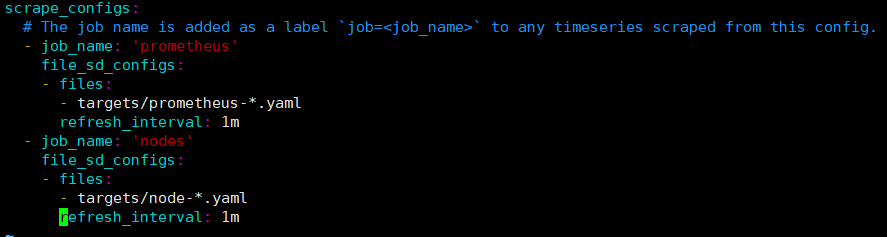 scrape_configs:
  # The job name is added as a label `job=<job_name>` to any timeseries scraped from this config.
  - job_name: 'prometheus'
    file_sd_configs:
    - files:
      - targets/prometheus-*.yaml
      refresh_interval: 1m
  - job_name: 'nodes'
    file_sd_configs:
    - files:
      - targets/node-*.yaml
      refresh_interval: 1m
~